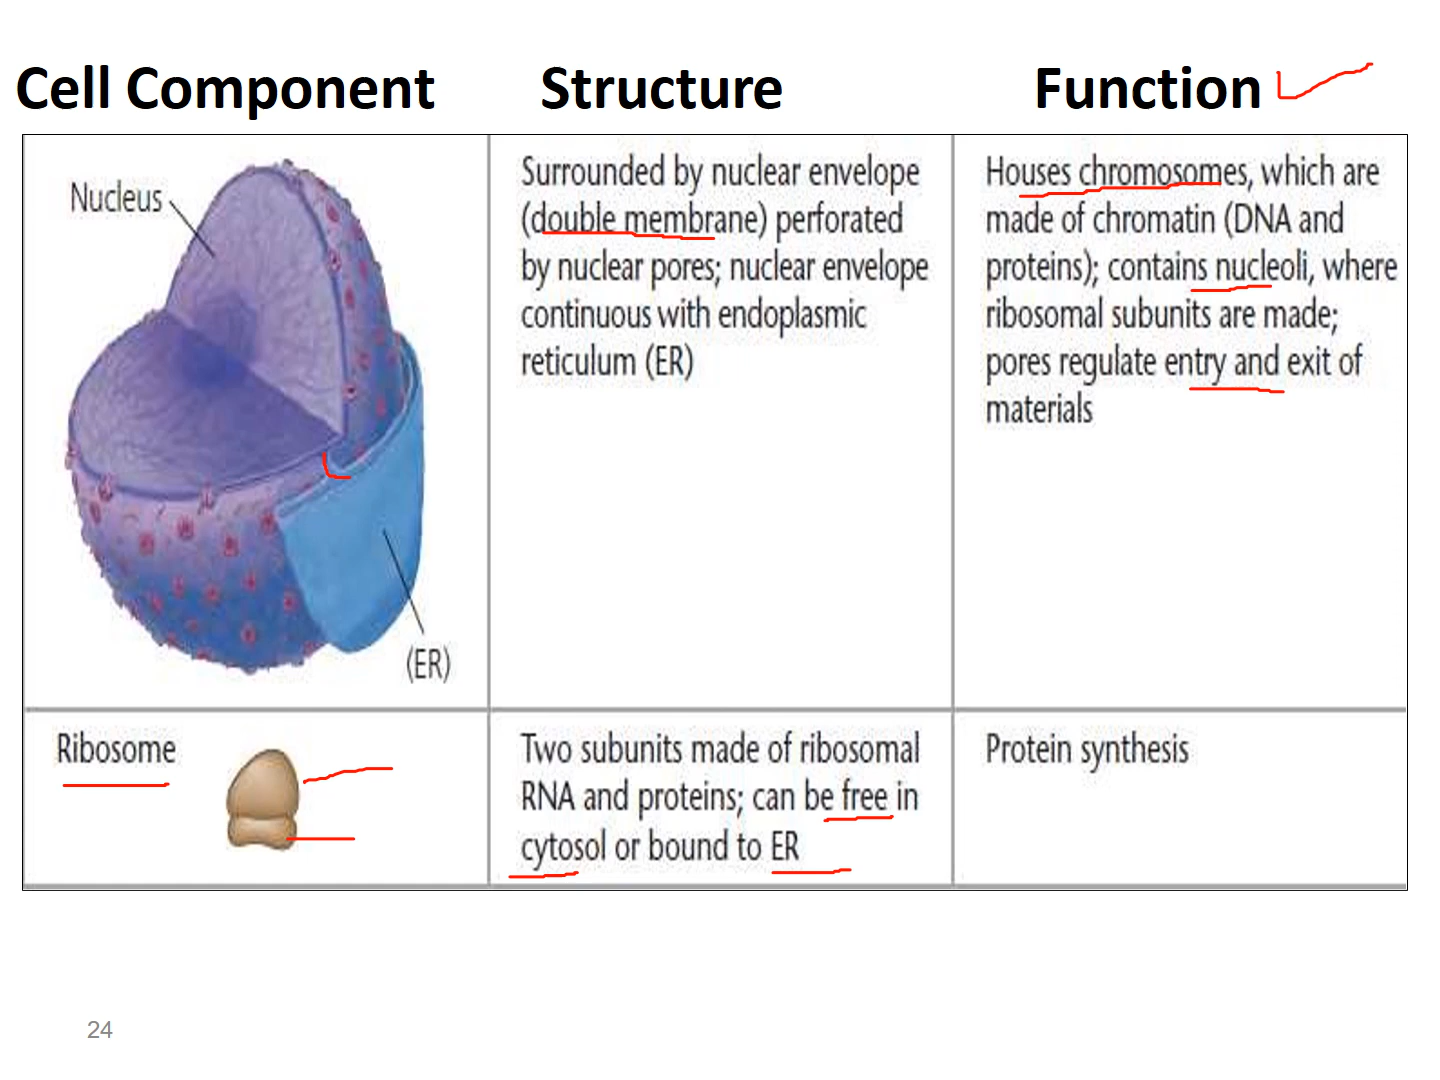 Cell Component Structure Function
Nucleus
(ER)
Surrounded by nuclear envelope
(double membrane) perforated
by nuclear pores; nuclear envelope
continuous with endoplasmic
reticulum (ER)
Houses chromosomes, which are
made of chromatin (DNA and
proteins); contains nucleoli, where
ribosomal subunits are made;
pores regulate entry and exit of
materials
Ribosome
Two subunits made of ribosomal
RNA and proteins; can be free in
cytosol or bound to ER
Protein synthesis
24